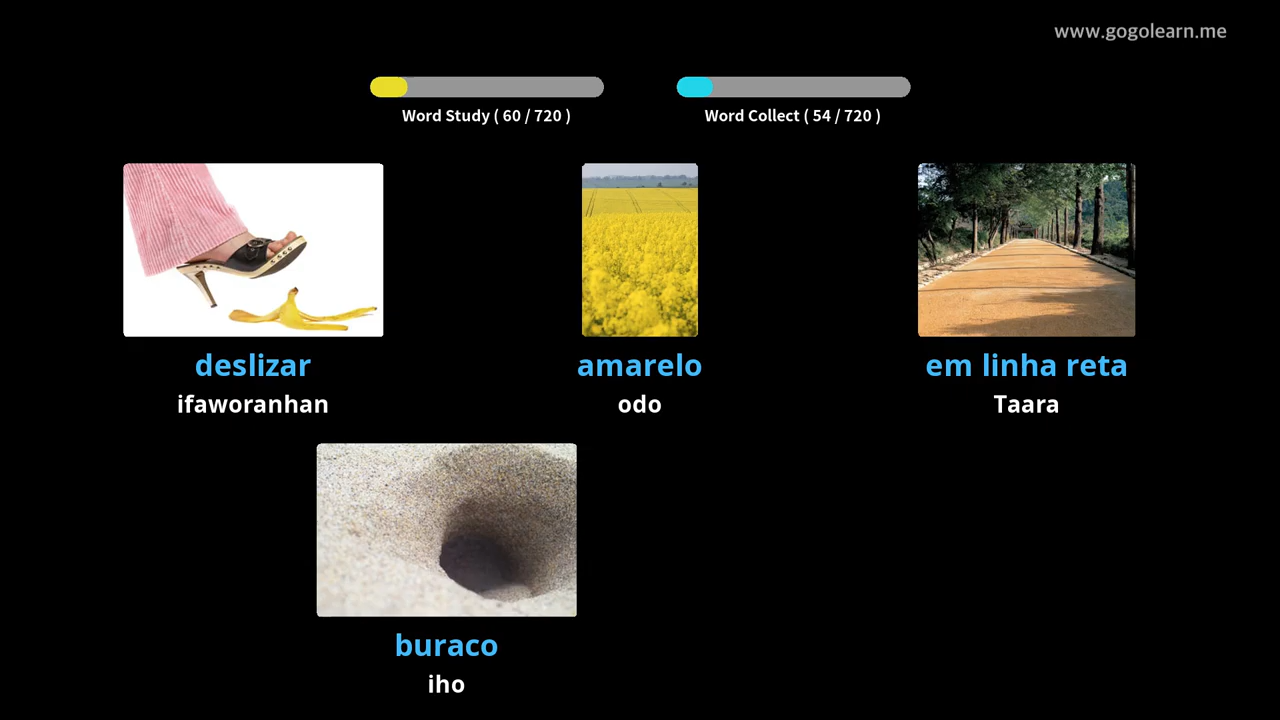 www.gogolearn.me
Word Study ( 60 / 720 )
Word Collect ( 54 / 720 )
deslizar
ifaworanhan
amarelo
odo
em linha reta
Taara
buraco
iho